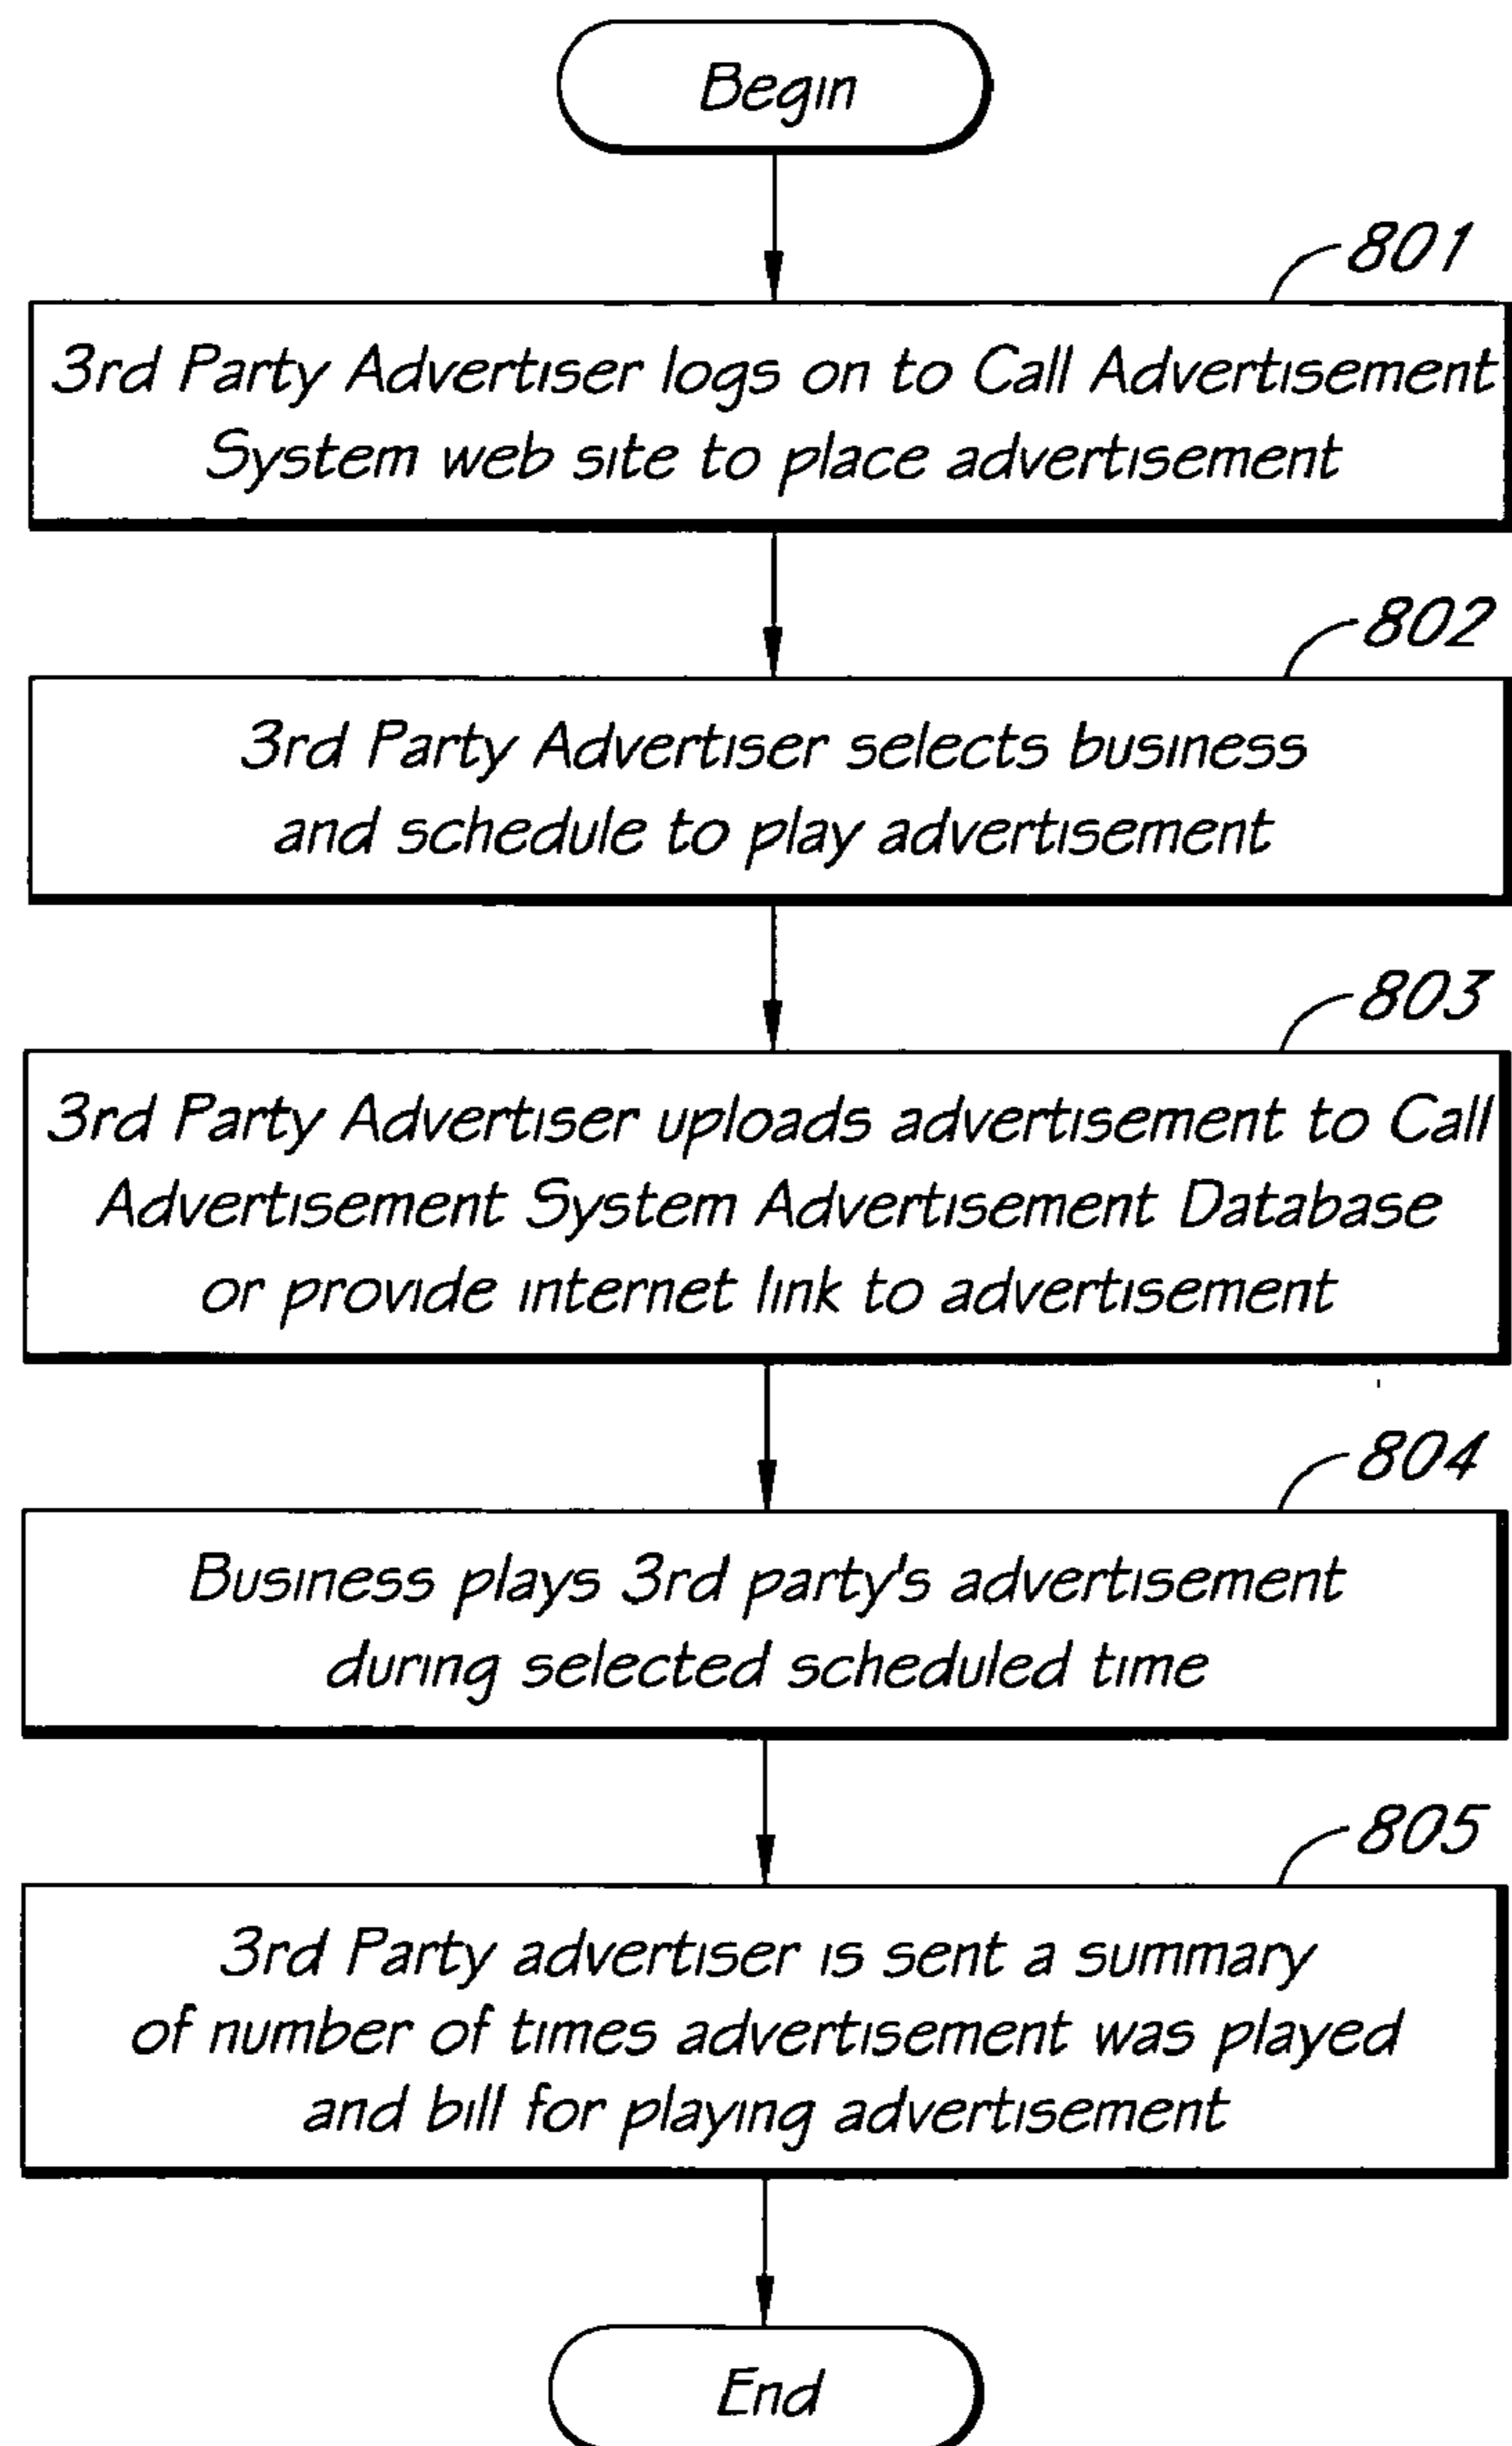 Begin
801
3rd Party Advertiser logs on to Call Advertisement
System web site to place advertisement
802
3rd Party Advertiser selects business
and schedule to play advertisement
803
3rd Party Advertiser uploads advertisement to Call
Advertisement System Advertisement Database
or provide internet link to advertisement
804
Business plays 3rd party's advertisement
during selected scheduled time
805
3rd Party advertiser is sent a summary
of number of times advertisement was played
and bill for playing advertisement
End